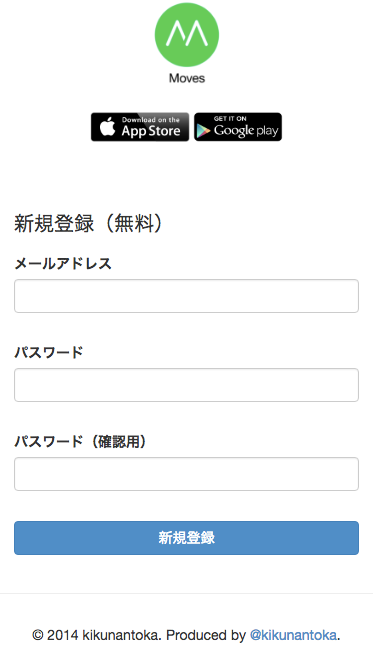 Moves
Download on the
App Store
GET IT ON
Google play
新規登録（無料）
メールアドレス
パスワード
パスワード（確認用）
新規登録
© 2014 kikunantoka. Produced by @kikunantoka.